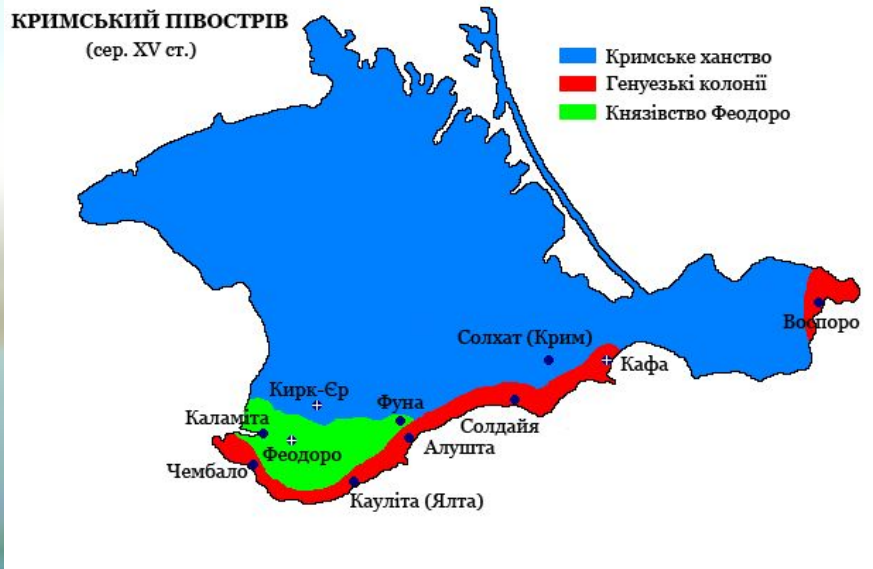 КРИМСЬКИЙ ПІВОСТРІВ
(сер. XV ст.)
Кримське ханство
Генуезькі колонії
Князівство Феодоро
Воспоро
Солхат (Крим)
Кафа
Кирк-Єр
Фуна
Каламіта
Солдайя
Феодоро
Алушта
Чембало
Кауліта (Ялта)